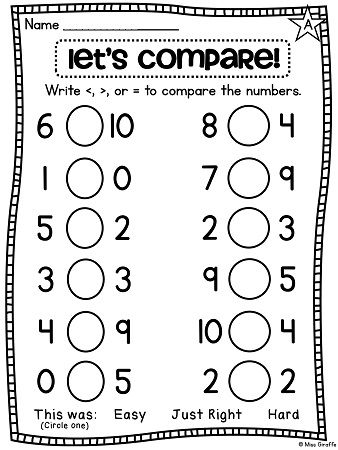 Name
A
Let's Compare!
Write <, >, or = to compare the numbers.
6 10 8 4
1 0 7 9
5 2 2 3
3 3 9 5
4 9 10 4
0 5 2 2
This was: Easy Just Right Hard
(Circle one)
© Miss Giraffe